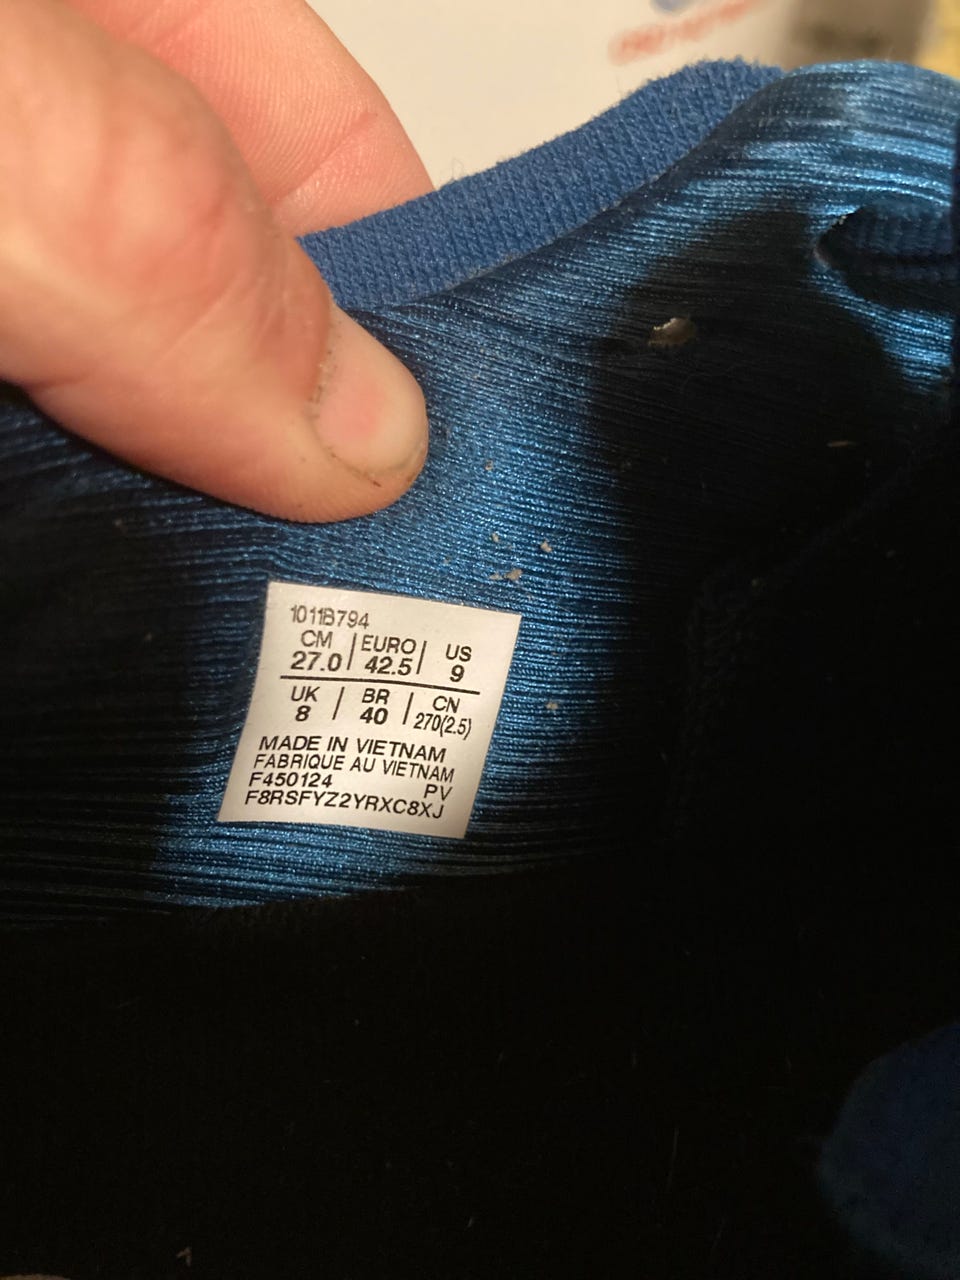 1011B794
CM | EURO | US
27.0 | 42.5 | 9
UK | BR | CN
8 | 40 | 270(2.5)
MADE IN VIETNAM
FABRIQUE AU VIETNAM
F450124 PV
F8RSFYZ2YRXC8XJ